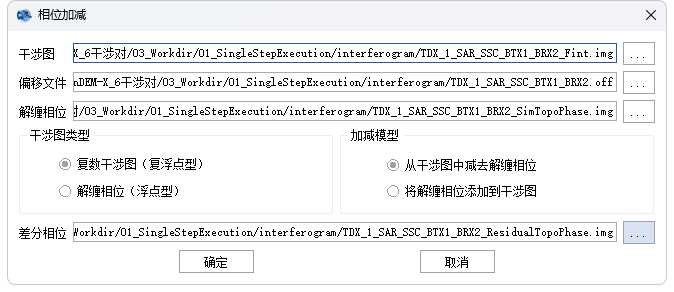 相位加减
干涉图 X_6干涉对/03_Workdir/01_SingleStepExecution/interferogram/TDX_1_SAR_SSC_BTX1_BRX2_Fint.img ...
偏移文件 nDEM-X_6干涉对/03_Workdir/01_SingleStepExecution/interferogram/TDX_1_SAR_SSC_BTX1_BRX2.off ...
解缠相位 /03_Workdir/01_SingleStepExecution/interferogram/TDX_1_SAR_SSC_BTX1_BRX2_SimTopoPhase.img ...
干涉图类型 加减模型
复数干涉图（复浮点型） 从干涉图中减去解缠相位
解缠相位（浮点型） 将解缠相位添加到干涉图
差分相位 Workdir/01_SingleStepExecution/interferogram/TDX_1_SAR_SSC_BTX1_BRX2_ResidualTopoPhase.img ...
确定 取消